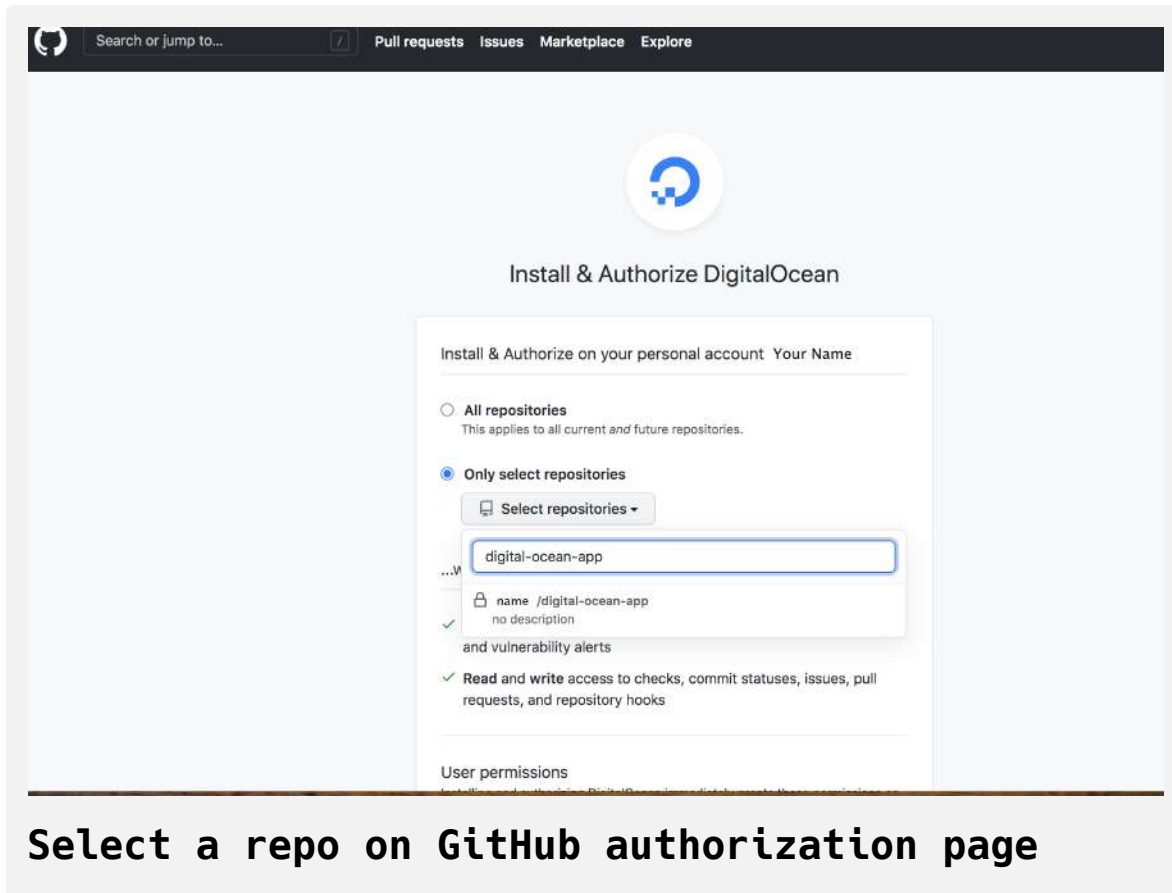 Search or jump to... /
Pull requests Issues Marketplace Explore
Install & Authorize DigitalOcean
Install & Authorize on your personal account Your Name
All repositories
This applies to all current and future repositories.
Only select repositories
Select repositories
digital-ocean-app
name /digital-ocean-app
no description
and vulnerability alerts
Read and write access to checks, commit statuses, issues, pull
requests, and repository hooks
User permissions
Select a repo on GitHub authorization page